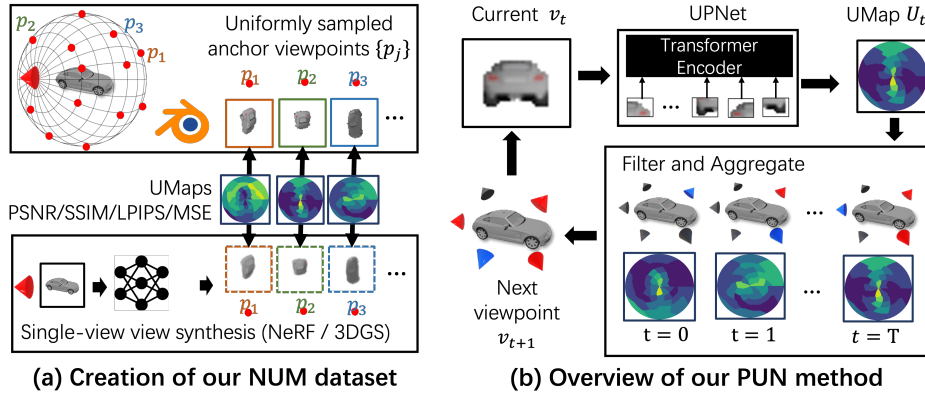 p₂
p₃
p₁
Uniformly sampled
anchor viewpoints {pⱼ}
p₁ p₂ p₃
...
UMaps
PSNR/SSIM/LPIPS/MSE
...
p₁ p₂ p₃
Single-view view synthesis (NeRF / 3DGS)
(a) Creation of our NUM dataset
Current vₜ
UPNet
UMap Uₜ
Transformer
Encoder
...
Filter and Aggregate
...
...
t = 0 t = 1 t = T
Next
viewpoint
vₜ₊₁
(b) Overview of our PUN method